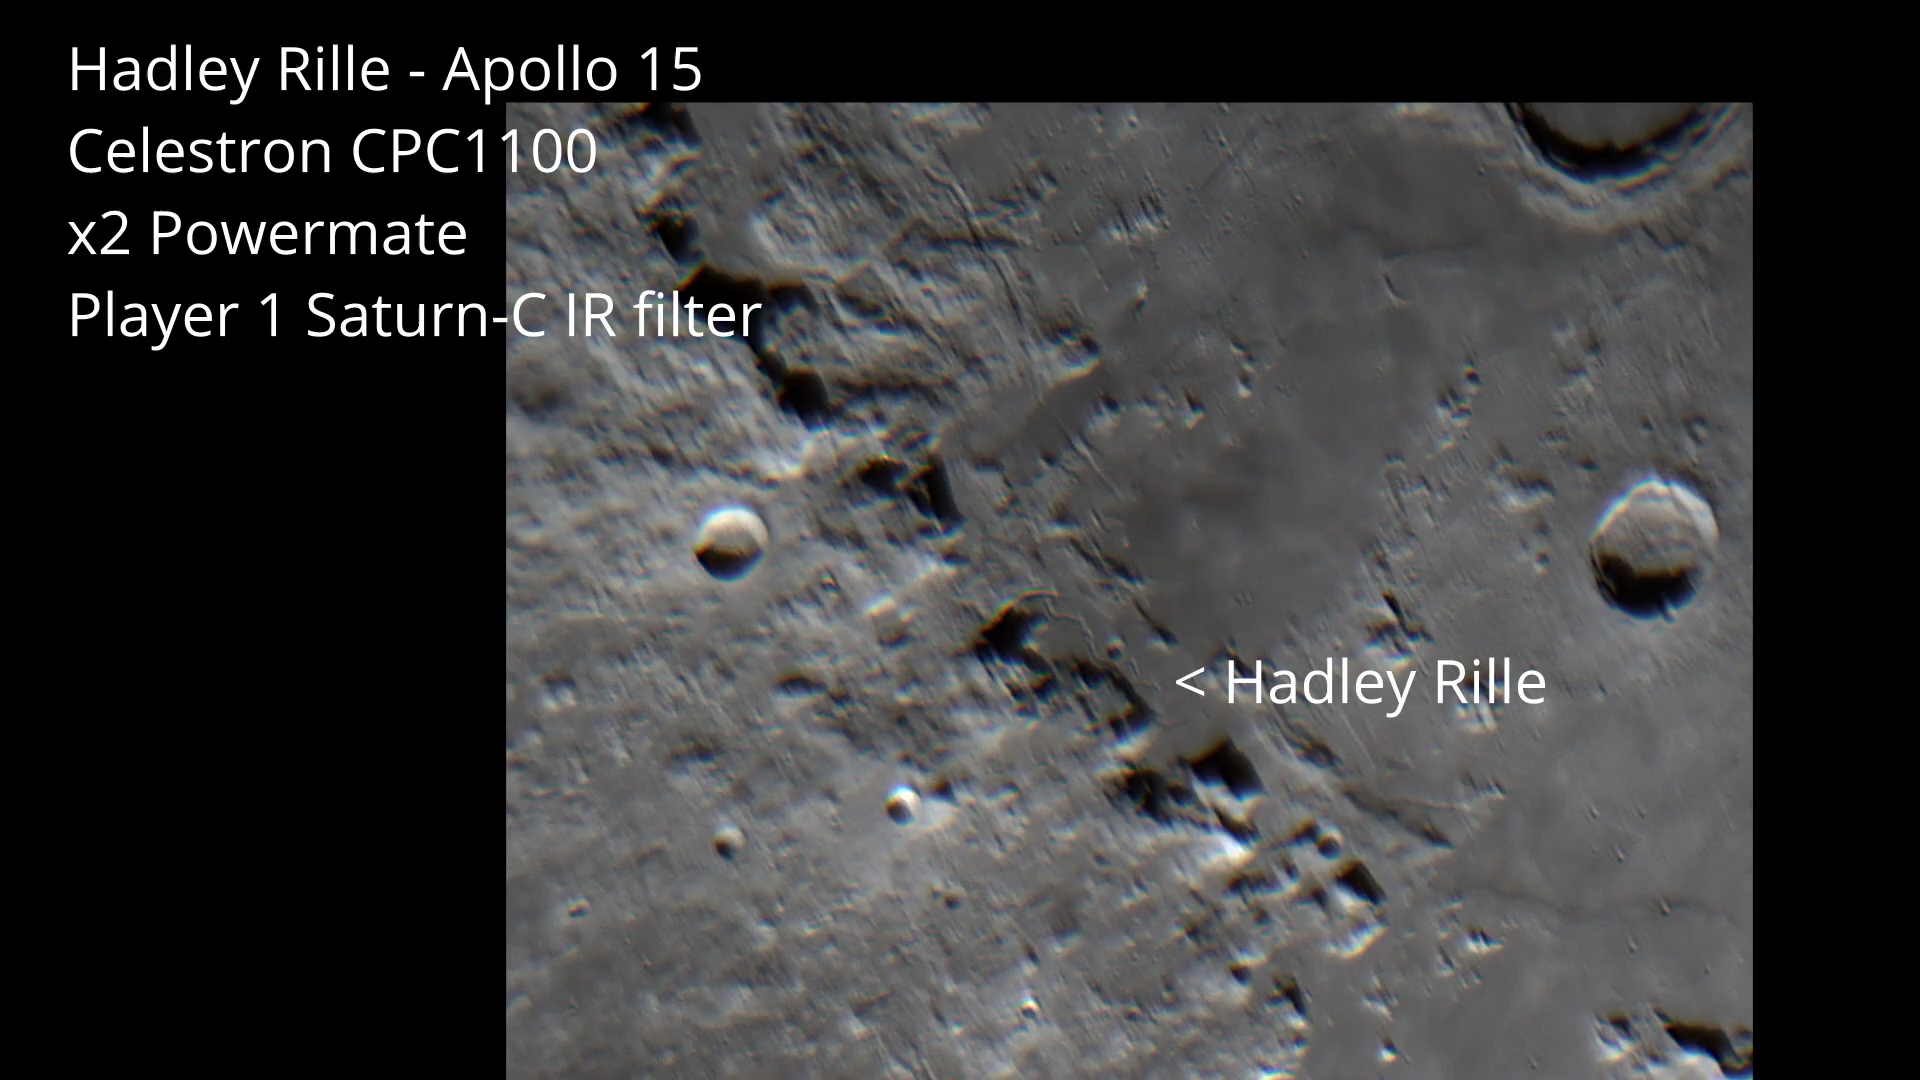 Hadley Rille - Apollo 15
Celestron CPC1100
x2 Powermate
Player 1 Saturn-C IR filter
< Hadley Rille